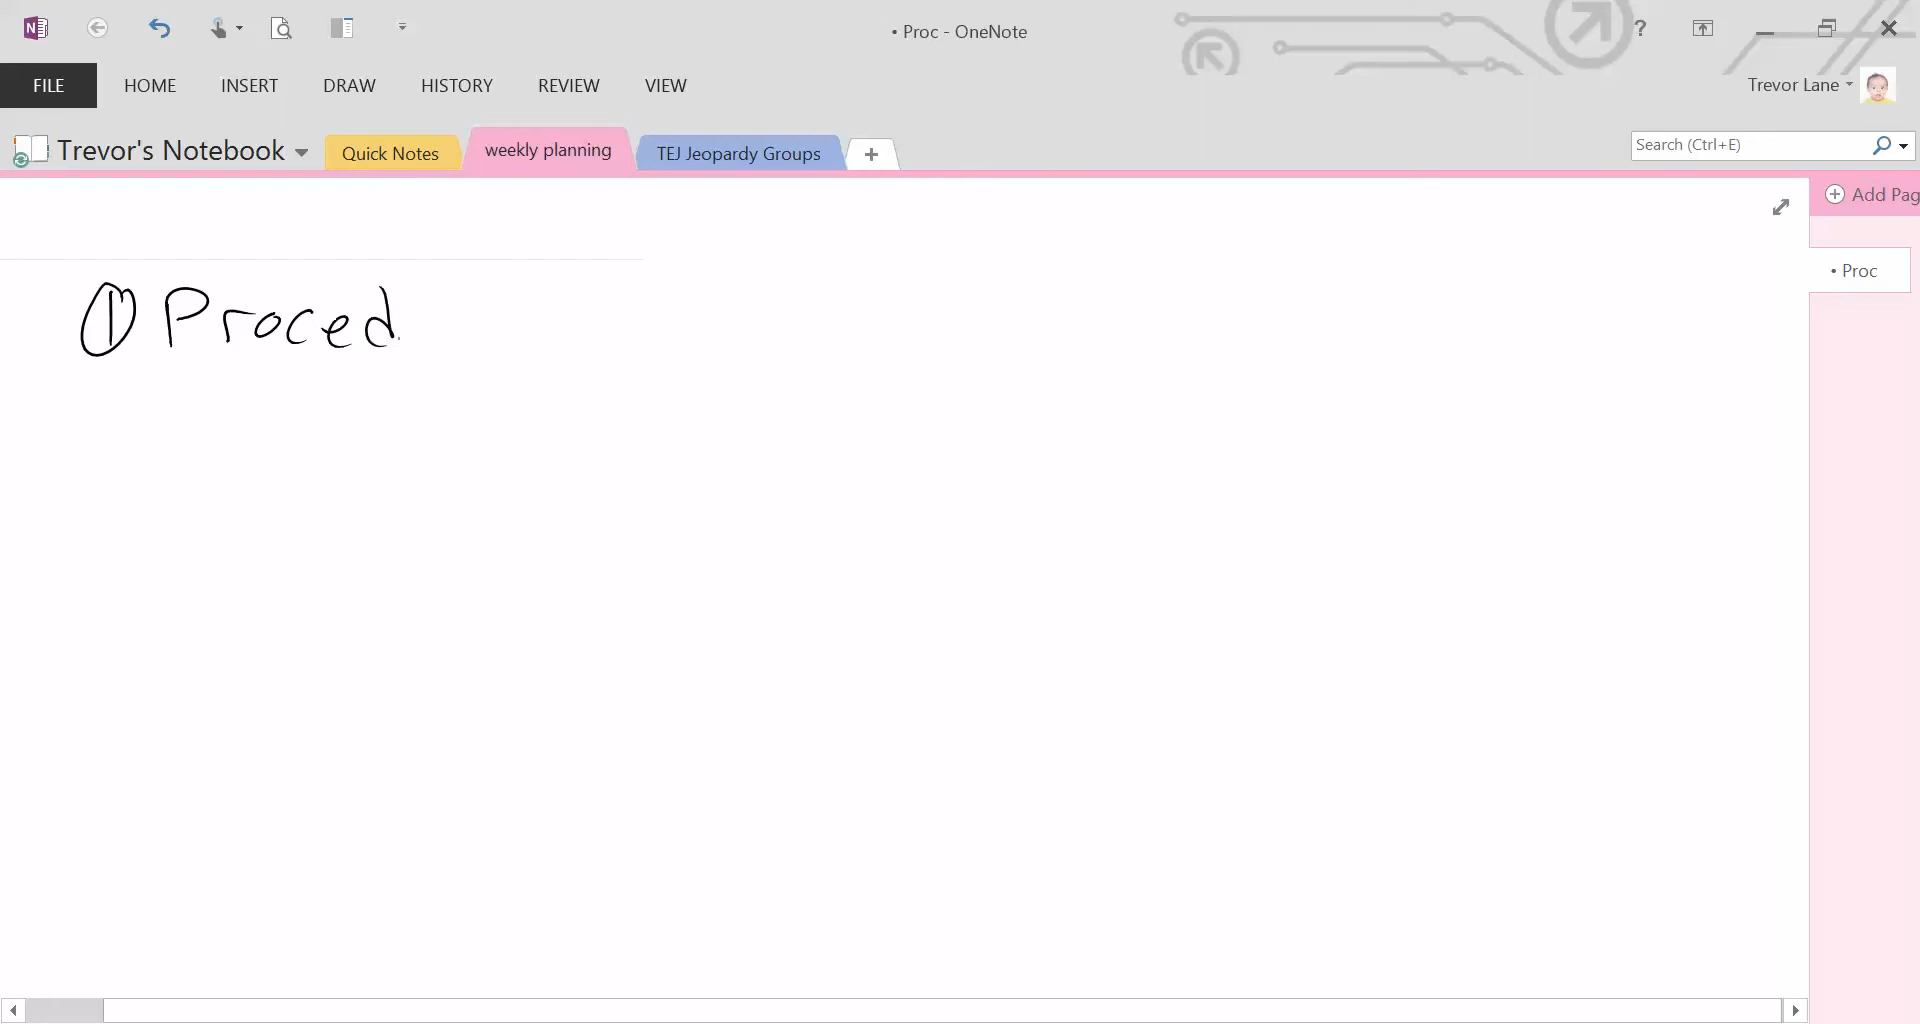 • Proc - OneNote
?
FILE HOME INSERT DRAW HISTORY REVIEW VIEW
Trevor Lane
Trevor's Notebook Quick Notes weekly planning TEJ Jeopardy Groups +
Search (Ctrl+E)
Add Pag
• Proc
① Proced